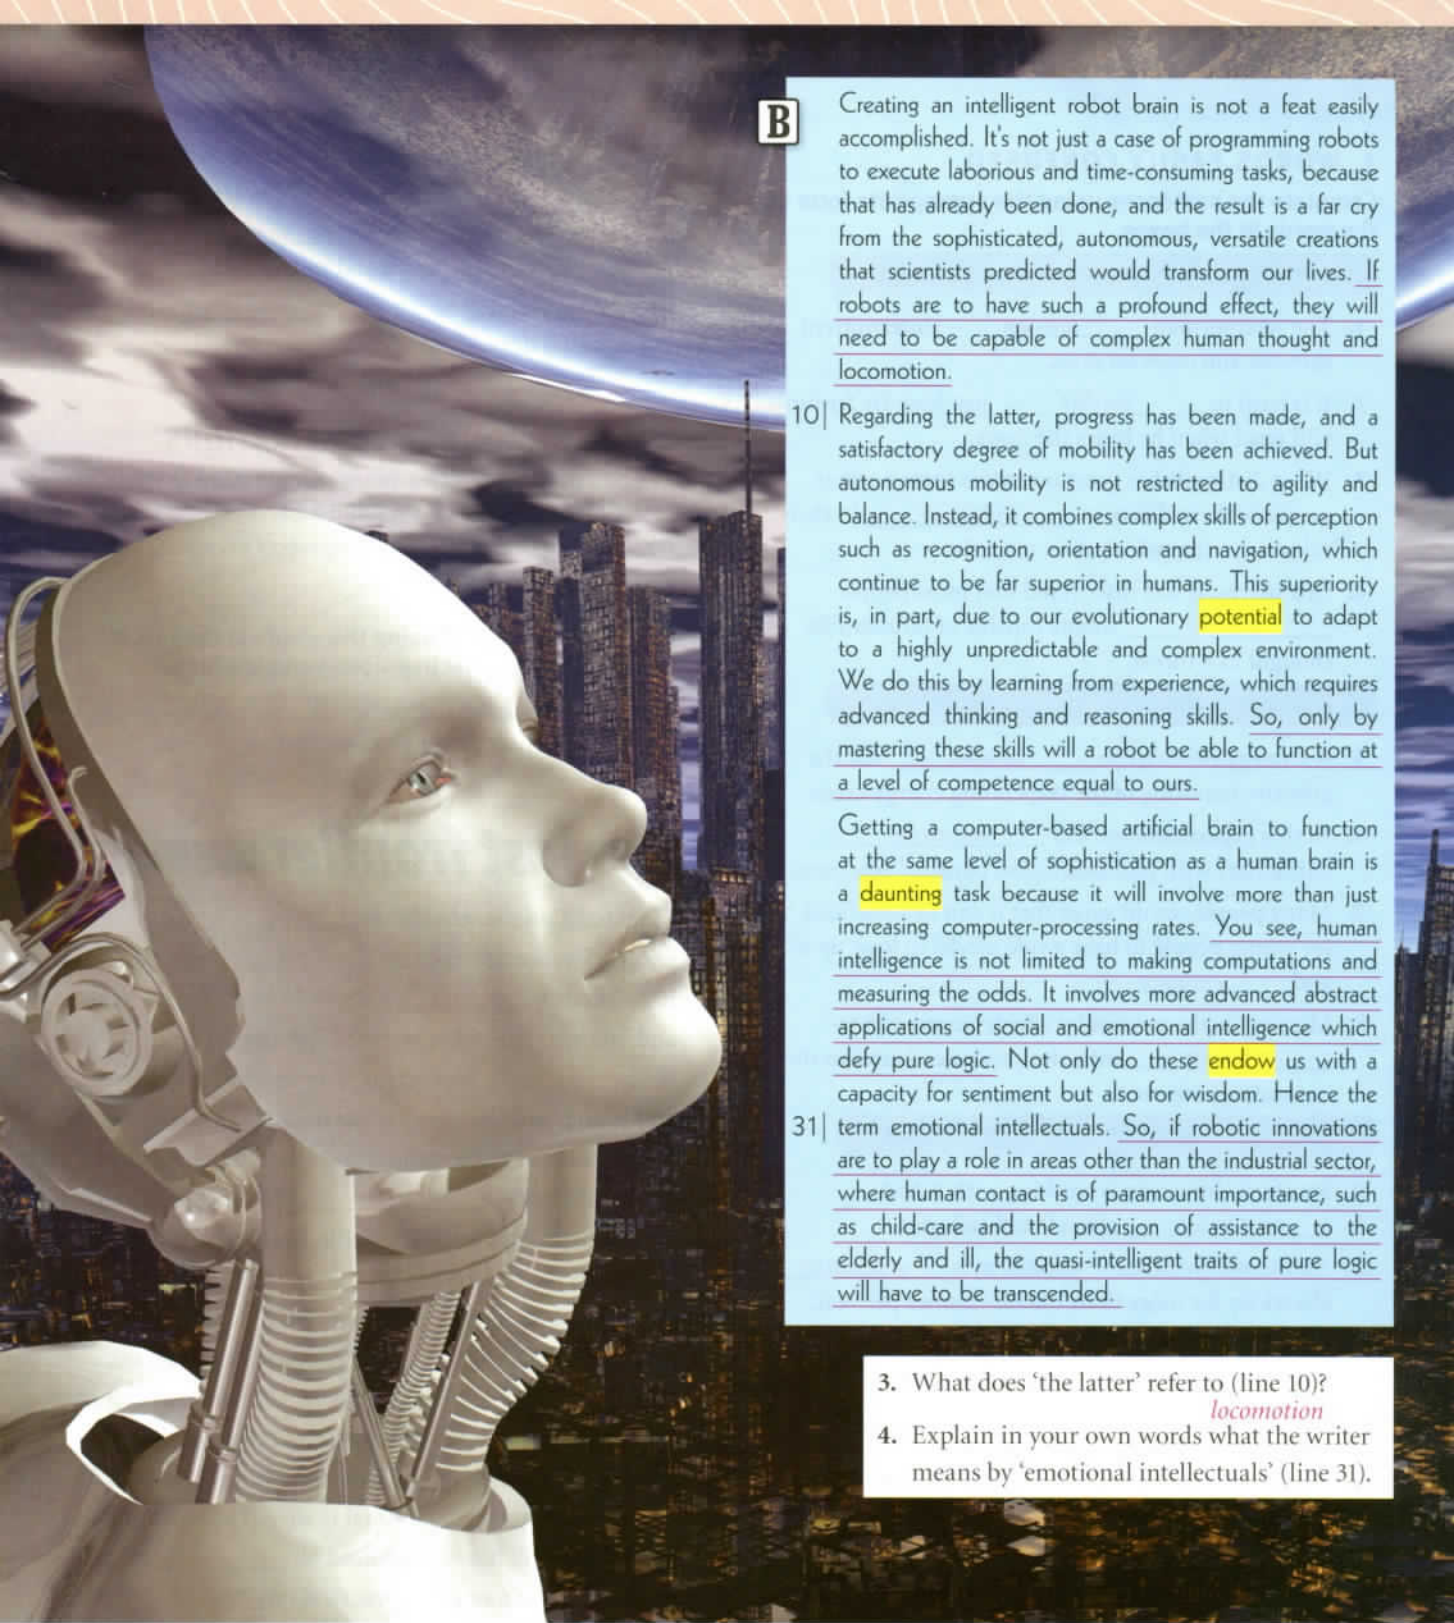 B
Creating an intelligent robot brain is not a feat easily
accomplished. It's not just a case of programming robots
to execute laborious and time-consuming tasks, because
that has already been done, and the result is a far cry
from the sophisticated, autonomous, versatile creations
that scientists predicted would transform our lives. If
robots are to have such a profound effect, they will
need to be capable of complex human thought and
locomotion.
10| Regarding the latter, progress has been made, and a
satisfactory degree of mobility has been achieved. But
autonomous mobility is not restricted to agility and
balance. Instead, it combines complex skills of perception
such as recognition, orientation and navigation, which
continue to be far superior in humans. This superiority
is, in part, due to our evolutionary potential to adapt
to a highly unpredictable and complex environment.
We do this by learning from experience, which requires
advanced thinking and reasoning skills. So, only by
mastering these skills will a robot be able to function at
a level of competence equal to ours.
Getting a computer-based artificial brain to function
at the same level of sophistication as a human brain is
a daunting task because it will involve more than just
increasing computer-processing rates. You see, human
intelligence is not limited to making computations and
measuring the odds. It involves more advanced abstract
applications of social and emotional intelligence which
defy pure logic. Not only do these endow us with a
capacity for sentiment but also for wisdom. Hence the
31| term emotional intellectuals. So, if robotic innovations
are to play a role in areas other than the industrial sector,
where human contact is of paramount importance, such
as child-care and the provision of assistance to the
elderly and ill, the quasi-intelligent traits of pure logic
will have to be transcended.
3. What does 'the latter' refer to (line 10)?
locomotion
4. Explain in your own words what the writer
means by 'emotional intellectuals' (line 31).